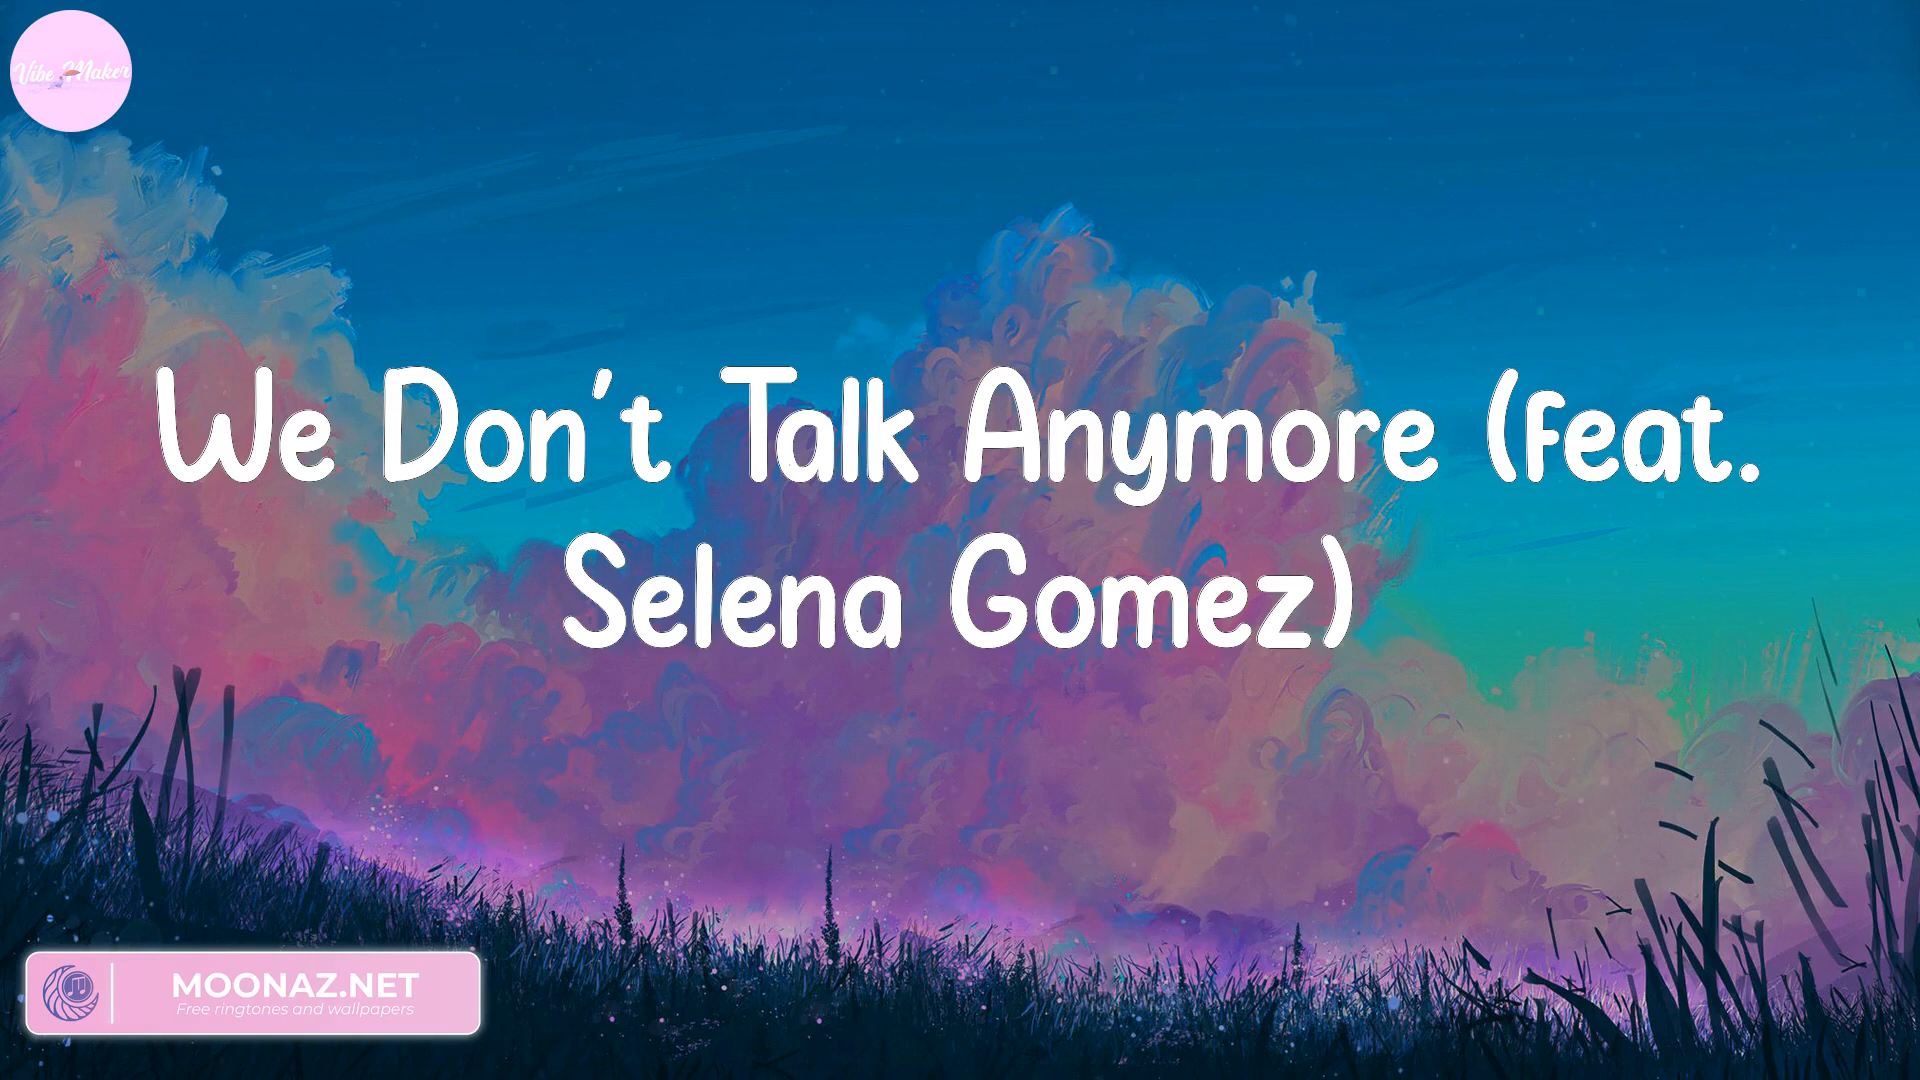 Vibe Maker
We Don't Talk Anymore (feat.
Selena Gomez)
MOONAZ.NET
Free ringtones and wallpapers